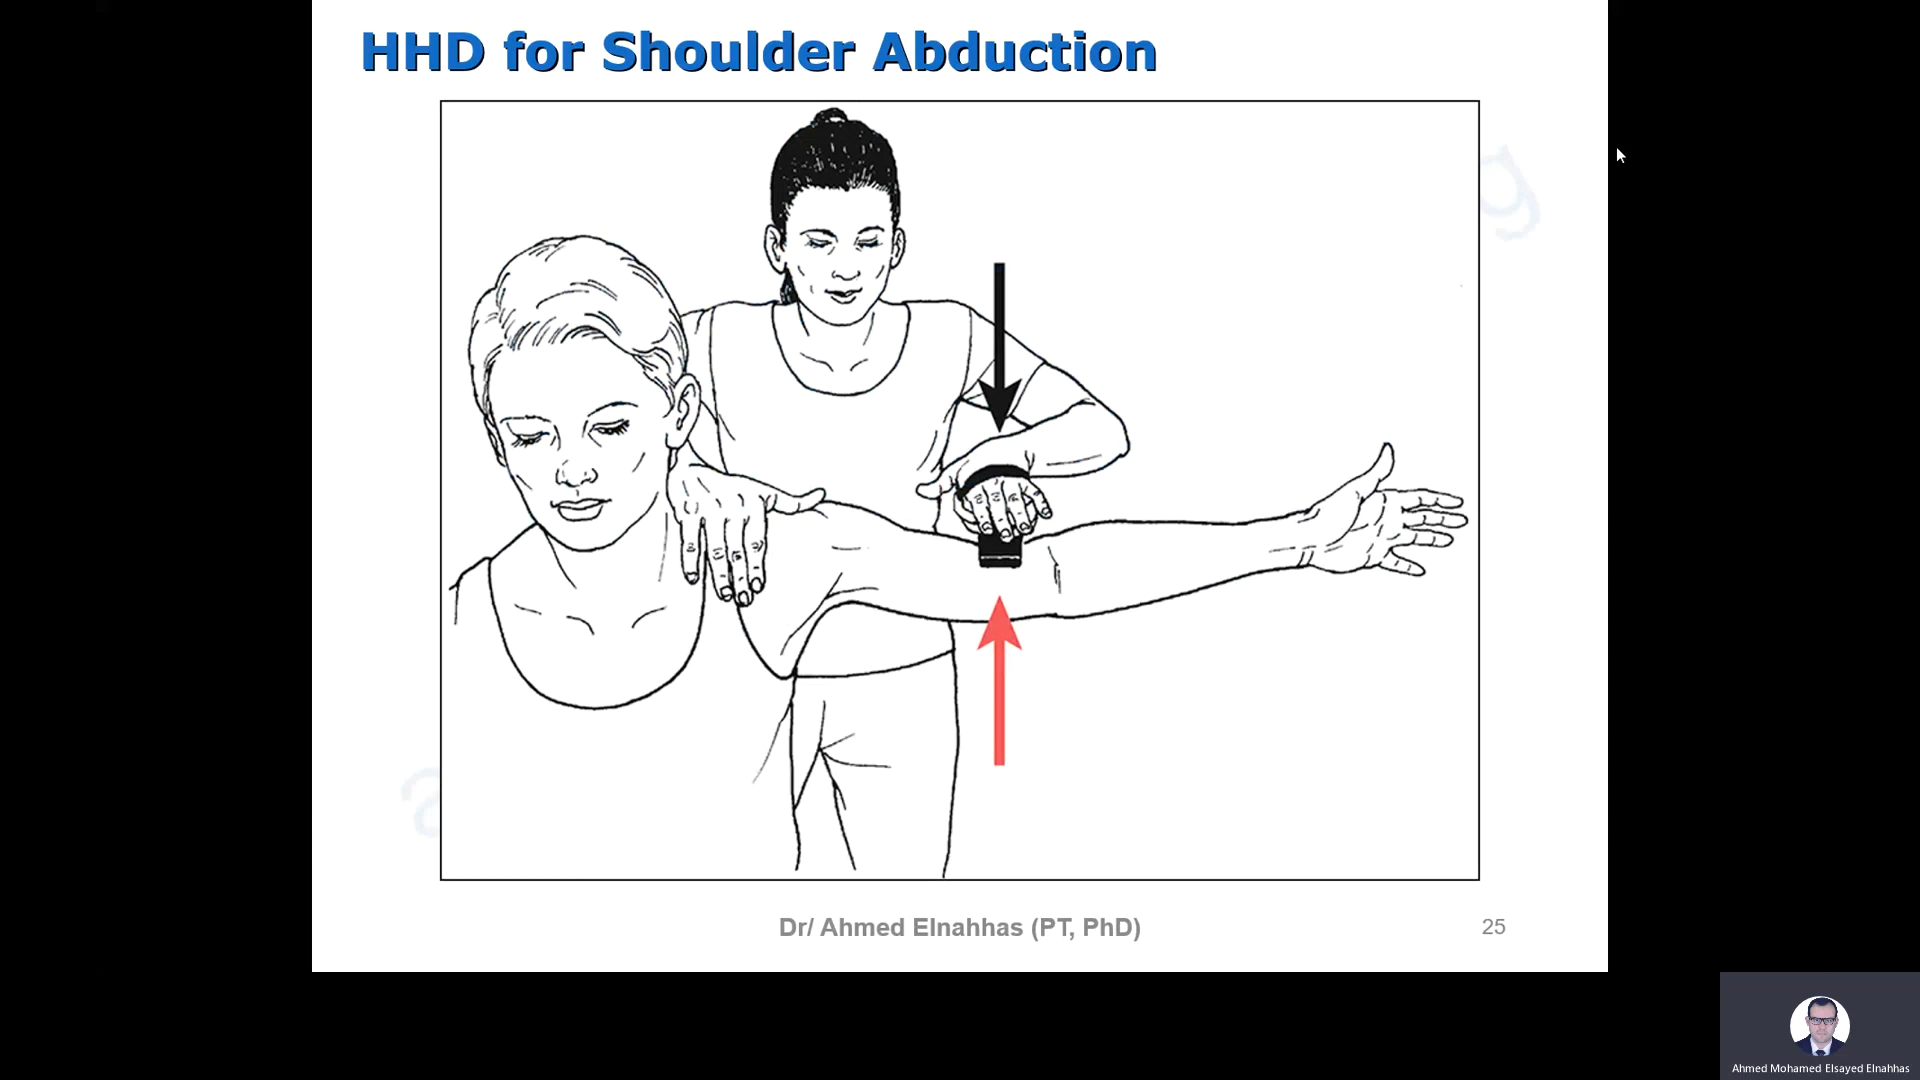 HHD for Shoulder Abduction
Dr/ Ahmed Elnahhas (PT, PhD)
25
Ahmed Mohamed Elsayed Elnahhas